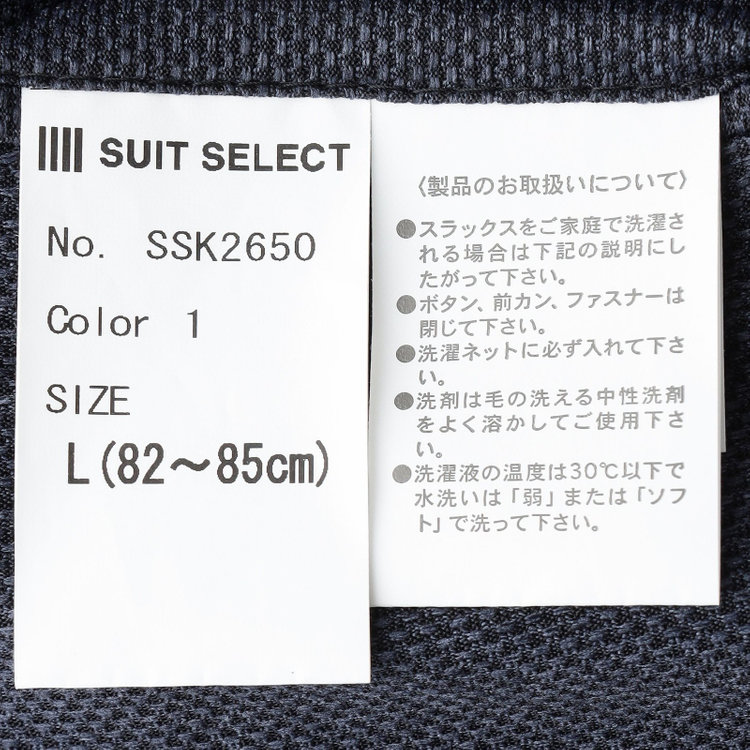 SUIT SELECT
No. SSK2650
Color 1
SIZE
L(82～85cm)
〈製品のお取扱いについて〉
●スラックスをご家庭で洗濯さ
れる場合は下記の説明にし
たがって下さい。
●ボタン、前カン、ファスナーは
閉じて下さい。
●洗濯ネットに必ず入れて下さ
い。
●洗剤は毛の洗える中性洗剤
をよく溶かしてご使用下さ
い。
●洗濯液の温度は30℃以下で
水洗いは「弱」または「ソフ
ト」で洗って下さい。